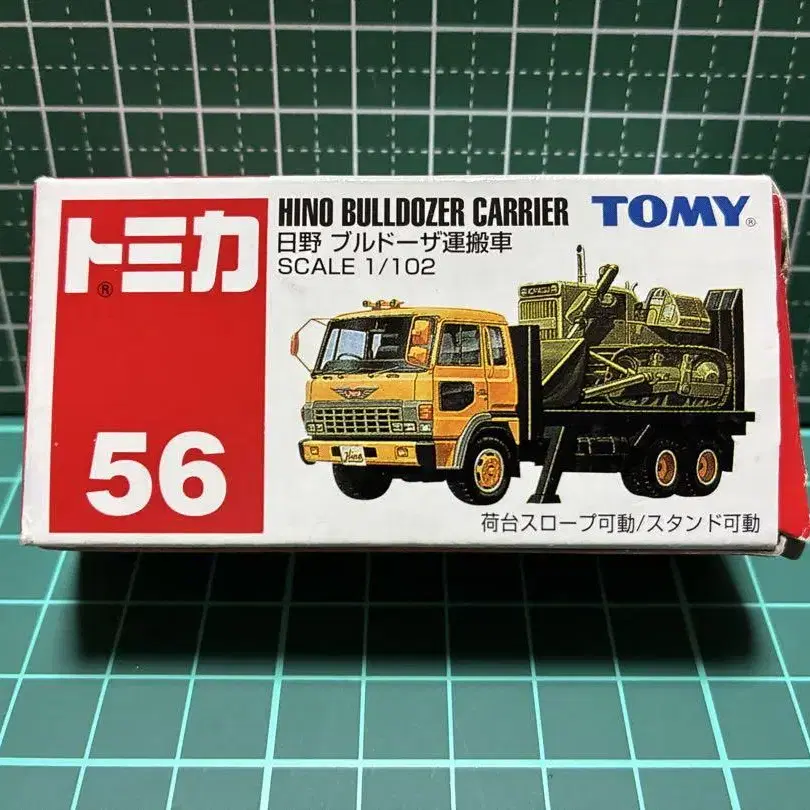 トミカ®
56
HINO BULLDOZER CARRIER
TOMY®
日野 ブルドーザ運搬車
SCALE 1/102
Hino
荷台スロープ可動/スタンド可動